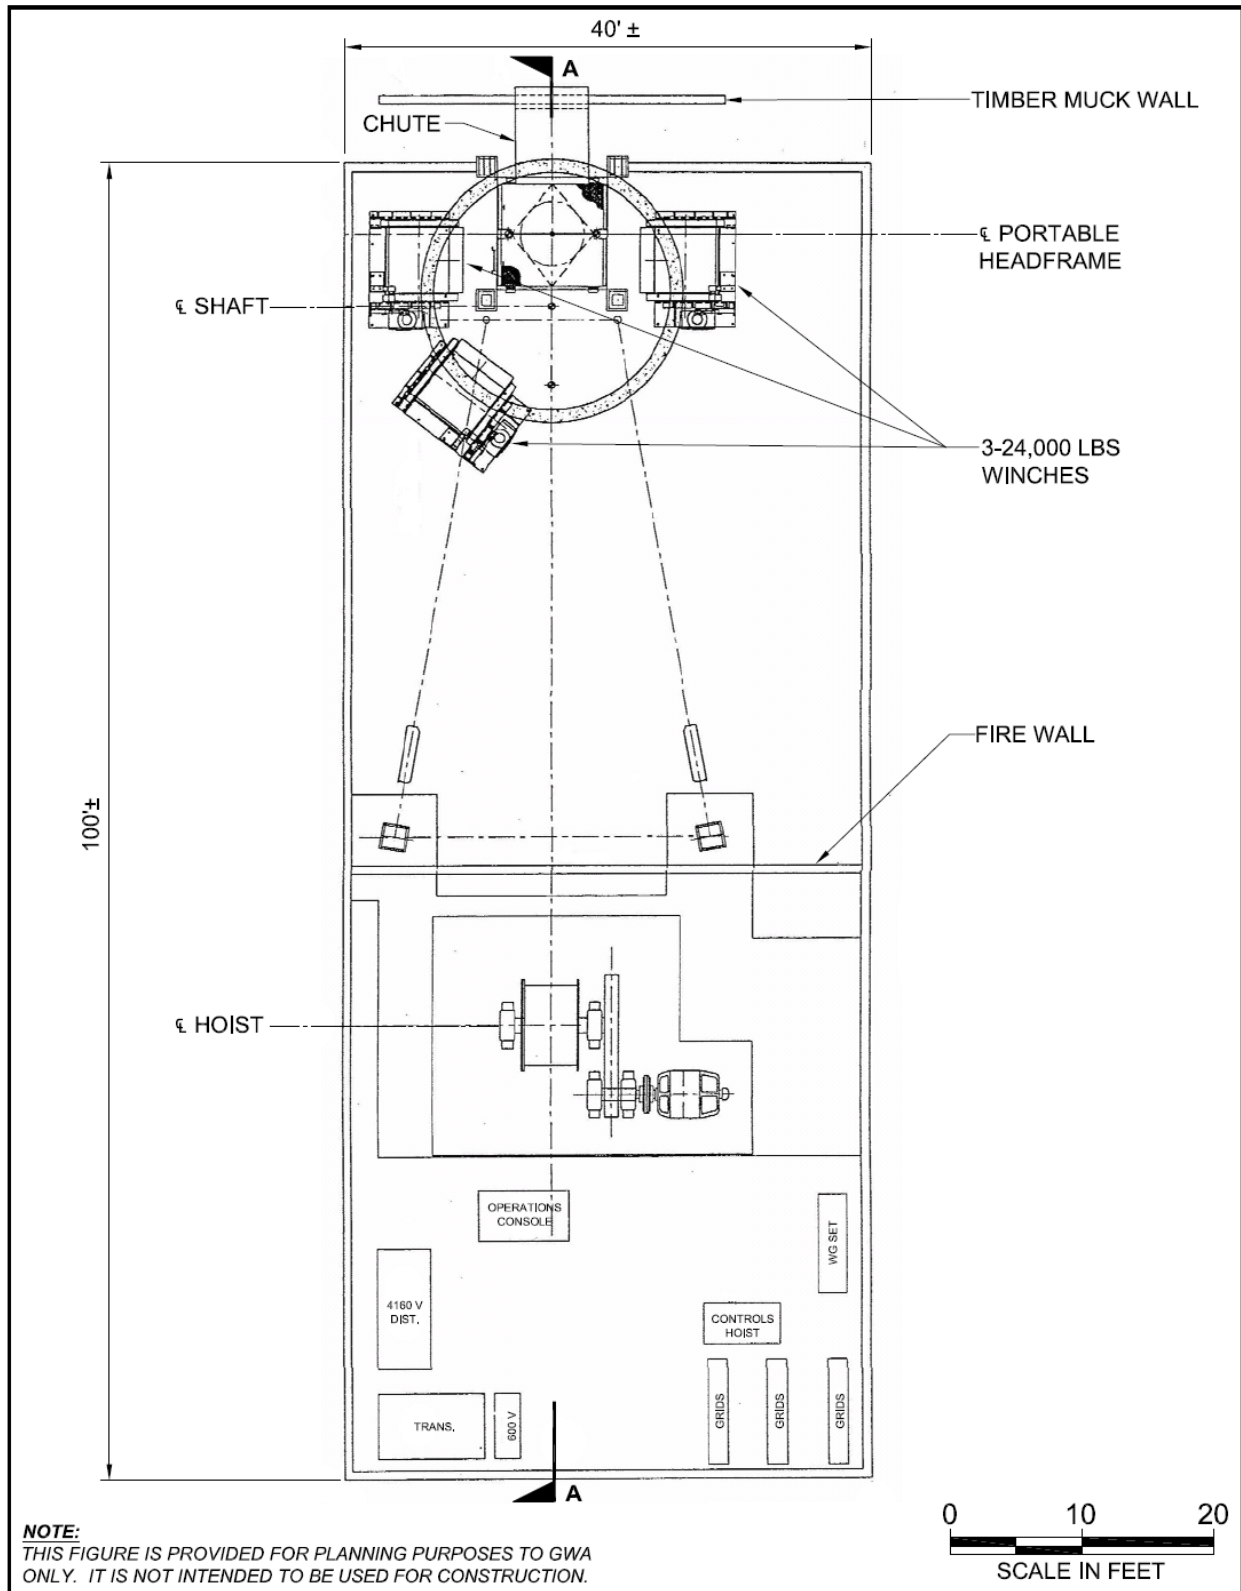 40' ±
A
TIMBER MUCK WALL
CHUTE
℄ PORTABLE
HEADFRAME
℄ SHAFT
3-24,000 LBS
WINCHES
FIRE WALL
100'±
℄ HOIST
OPERATIONS
CONSOLE
WG SET
4160 V
DIST.
CONTROLS
HOIST
TRANS.
600 V
GRIDS
GRIDS
GRIDS
A
NOTE:
THIS FIGURE IS PROVIDED FOR PLANNING PURPOSES TO GWA
ONLY. IT IS NOT INTENDED TO BE USED FOR CONSTRUCTION.
0 10 20
SCALE IN FEET